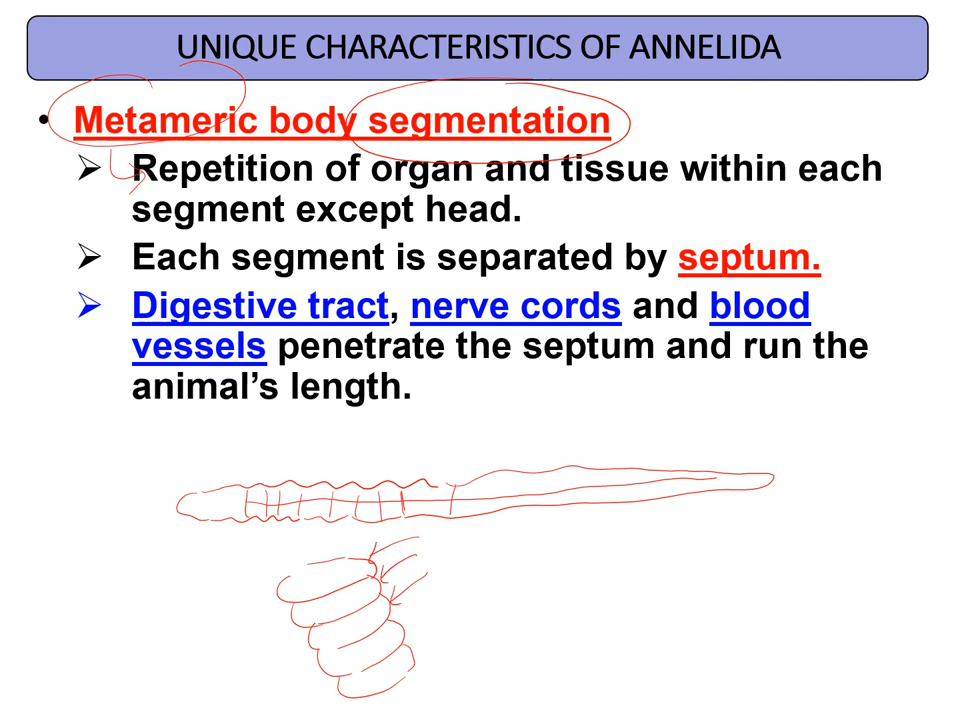 UNIQUE CHARACTERISTICS OF ANNELIDA
• Metameric body segmentation
➢ Repetition of organ and tissue within each
segment except head.
➢ Each segment is separated by septum.
➢ Digestive tract, nerve cords and blood
vessels penetrate the septum and run the
animal’s length.